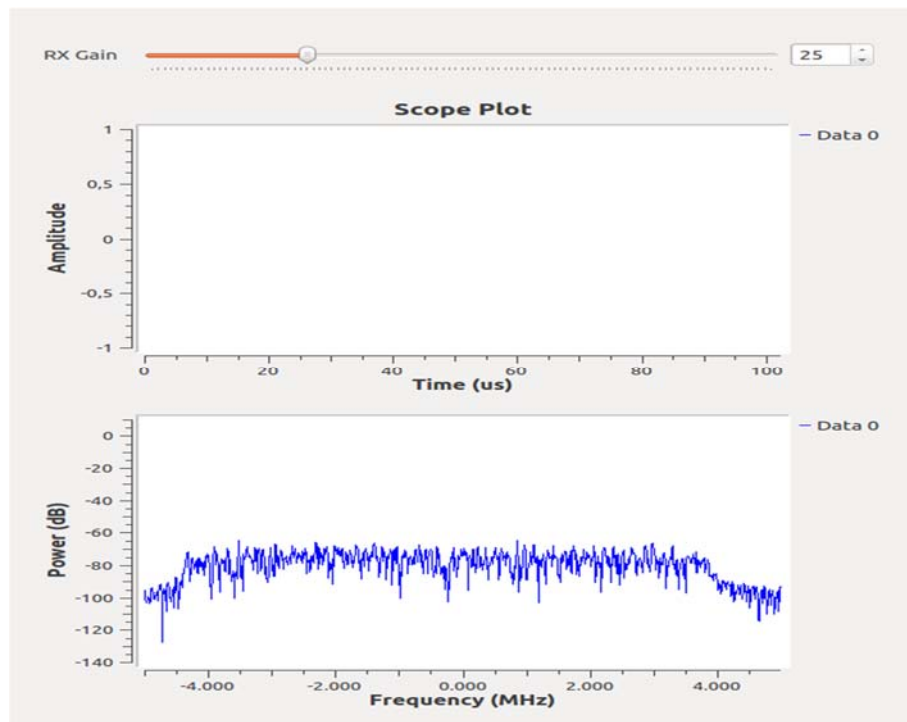 RX Gain
25
Scope Plot
Data 0
Amplitude
1
0,5
0
-0,5
-1
0 20 40 60 80 100
Time (us)
Data 0
Power (dB)
0
-20
-40
-60
-80
-100
-120
-140
-4.000 -2.000 0.000 2.000 4.000
Frequency (MHz)